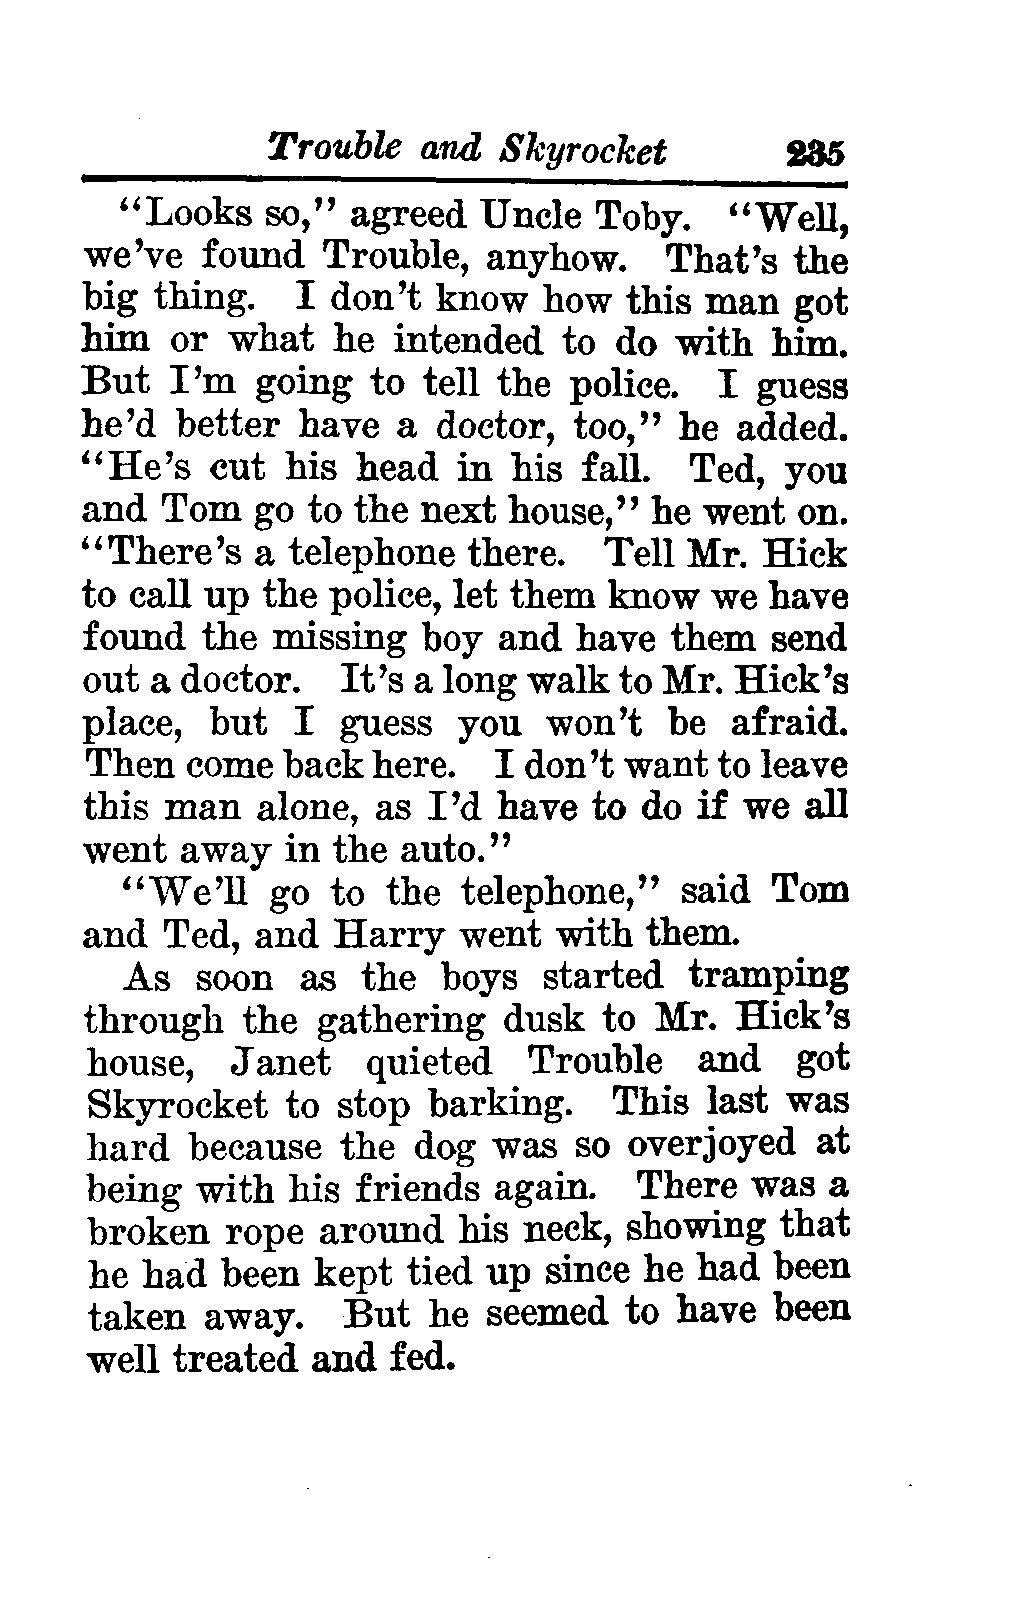 Trouble and Skyrocket 235
“Looks so,” agreed Uncle Toby. “Well,
we’ve found Trouble, anyhow. That’s the
big thing. I don’t know how this man got
him or what he intended to do with him.
But I’m going to tell the police. I guess
he’d better have a doctor, too,” he added.
“He’s cut his head in his fall. Ted, you
and Tom go to the next house,” he went on.
“There’s a telephone there. Tell Mr. Hick
to call up the police, let them know we have
found the missing boy and have them send
out a doctor. It’s a long walk to Mr. Hick’s
place, but I guess you won’t be afraid.
Then come back here. I don’t want to leave
this man alone, as I’d have to do if we all
went away in the auto.”
“We’ll go to the telephone,” said Tom
and Ted, and Harry went with them.
As soon as the boys started tramping
through the gathering dusk to Mr. Hick’s
house, Janet quieted Trouble and got
Skyrocket to stop barking. This last was
hard because the dog was so overjoyed at
being with his friends again. There was a
broken rope around his neck, showing that
he had been kept tied up since he had been
taken away. But he seemed to have been
well treated and fed.